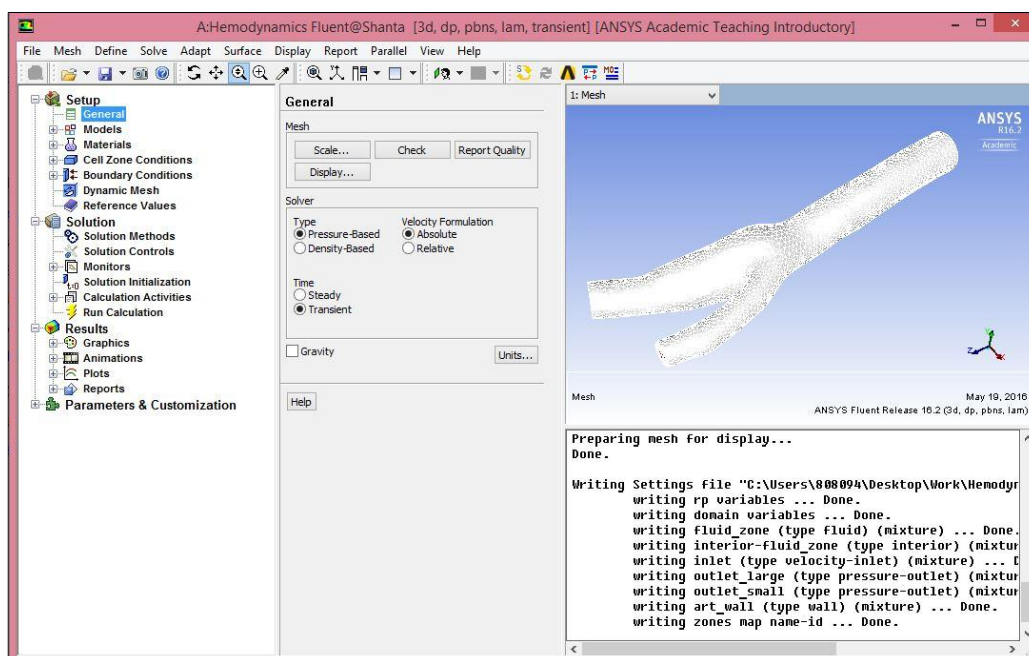 A:Hemodynamics Fluent@Shanta [3d, dp, pbns, lam, transient] [ANSYS Academic Teaching Introductory]
File Mesh Define Solve Adapt Surface Display Report Parallel View Help
Setup
General
Models
Materials
Cell Zone Conditions
Boundary Conditions
Dynamic Mesh
Reference Values
Solution
Solution Methods
Solution Controls
Monitors
Solution Initialization
Calculation Activities
Run Calculation
Results
Graphics
Animations
Plots
Reports
Parameters & Customization
General
Mesh
Scale... Check Report Quality
Display...
Solver
Type Velocity Formulation
Pressure-Based Absolute
Density-Based Relative
Time
Steady
Transient
Gravity Units...
Help
1: Mesh
ANSYS
R16.2
Academic
Mesh May 19, 2016
ANSYS Fluent Release 16.2 (3d, dp, pbns, lam)
Preparing mesh for display...
Done.
Writing Settings file "C:\Users\808094\Desktop\Work\Hemodyn
writing rp variables ... Done.
writing domain variables ... Done.
writing fluid_zone (type fluid) (mixture) ... Done.
writing interior-fluid_zone (type interior) (mixtur
writing inlet (type velocity-inlet) (mixture) ...
writing outlet_large (type pressure-outlet) (mixtur
writing outlet_small (type pressure-outlet) (mixtur
writing art_wall (type wall) (mixture) ... Done.
writing zones map name-id ... Done.